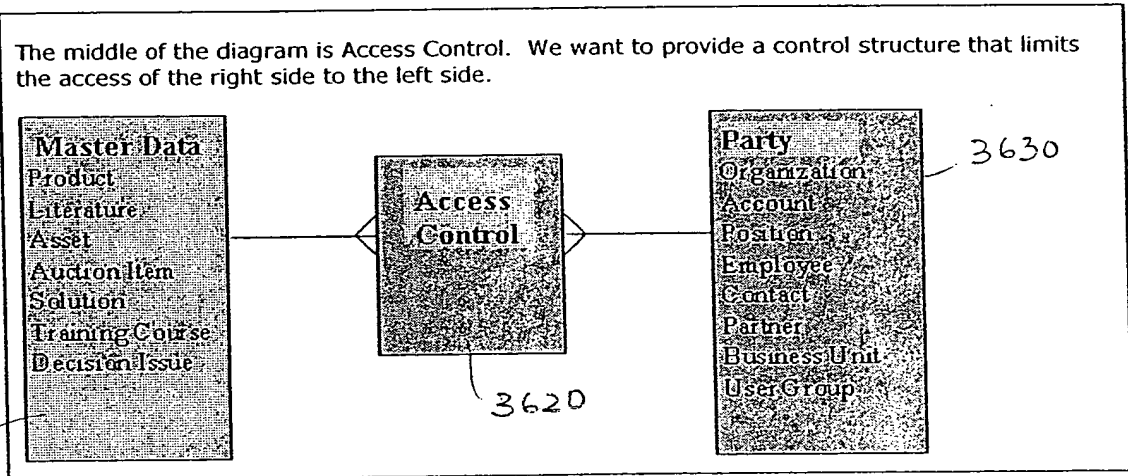 The middle of the diagram is Access Control. We want to provide a control structure that limits
the access of the right side to the left side.
Master Data
Product
Literature
Asset
Auction Item
Solution
Training Course
Decision Issue
Access
Control
3620
Party
Organization
Account
Position
Employee
Contact
Partner
Business Unit
User Group
3630